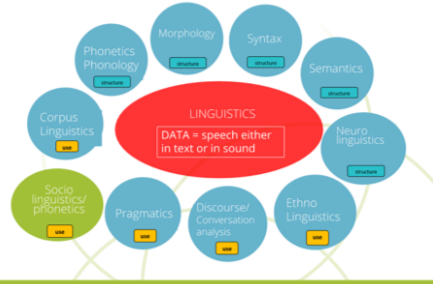 Morphology
structure
Syntax
structure
Phonetics
Phonology
structure
Semantics
structure
LINGUISTICS
DATA = speech either
in text or in sound
Corpus
Linguistics
use
Neuro
linguistics
structure
Socio
linguistics/
phonetics
use
Pragmatics
use
Discourse/
Conversation
analysis
use
Ethno
Linguistics
use